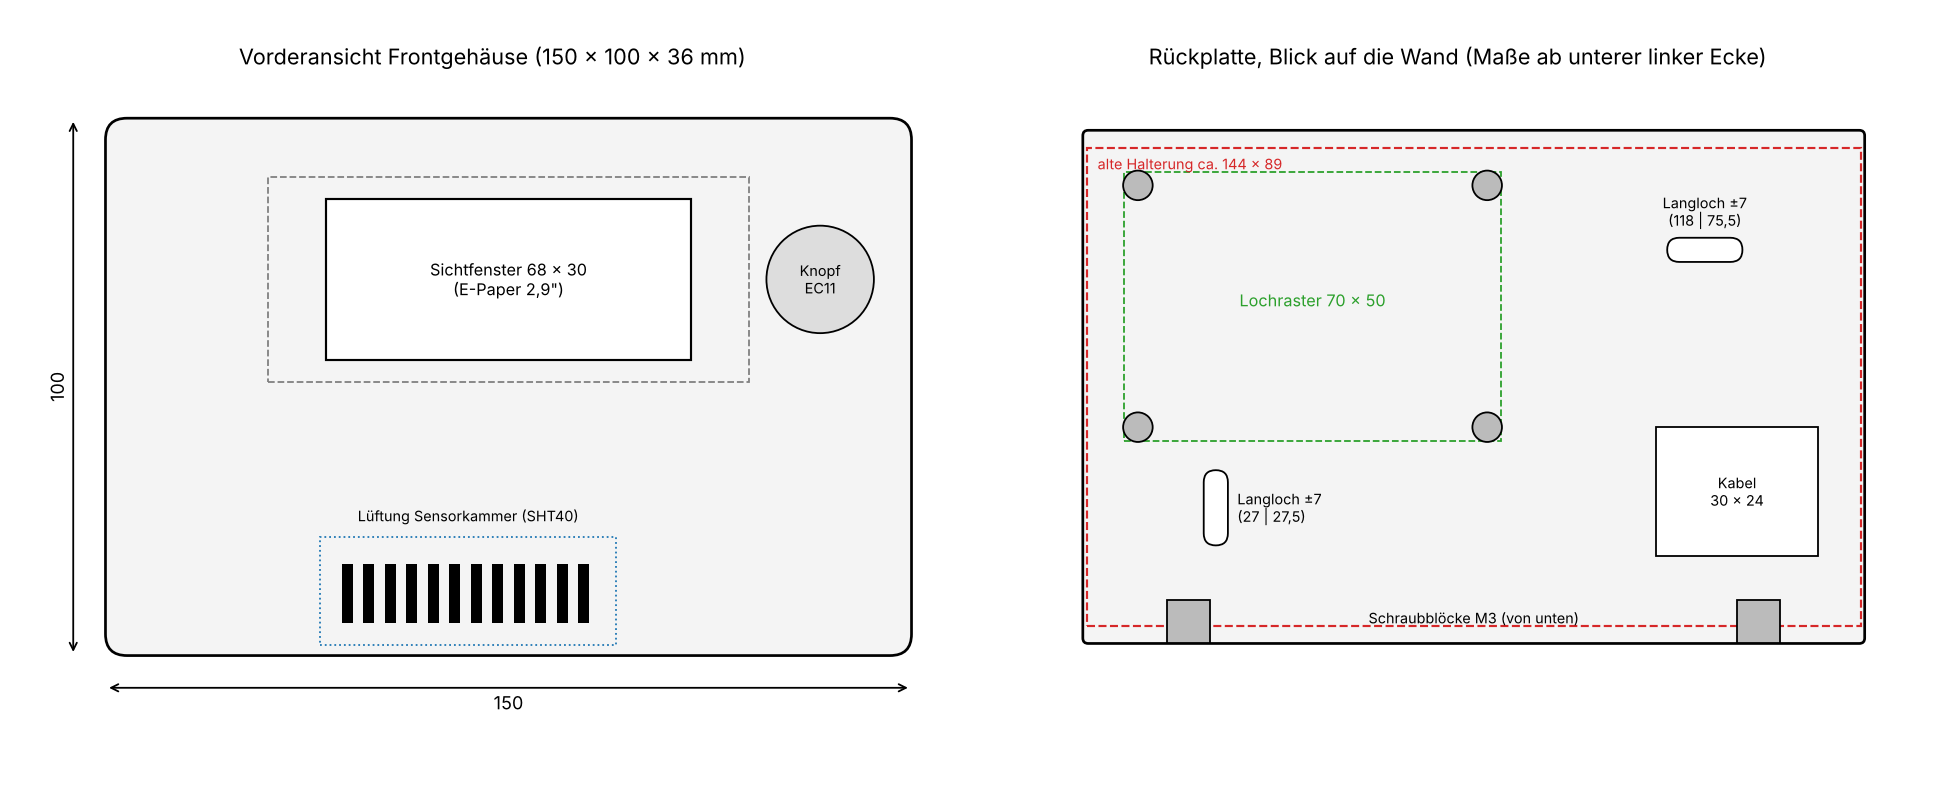 Vorderansicht Frontgehäuse (150 × 100 × 36 mm)
Sichtfenster 68 × 30
(E-Paper 2,9")
Knopf
EC11
100
Lüftung Sensorkammer (SHT40)
150
Rückplatte, Blick auf die Wand (Maße ab unterer linker Ecke)
alte Halterung ca. 144 × 89
Langloch ±7
(118 | 75,5)
Lochraster 70 × 50
Kabel
30 × 24
Langloch ±7
(27 | 27,5)
Schraubblöcke M3 (von unten)